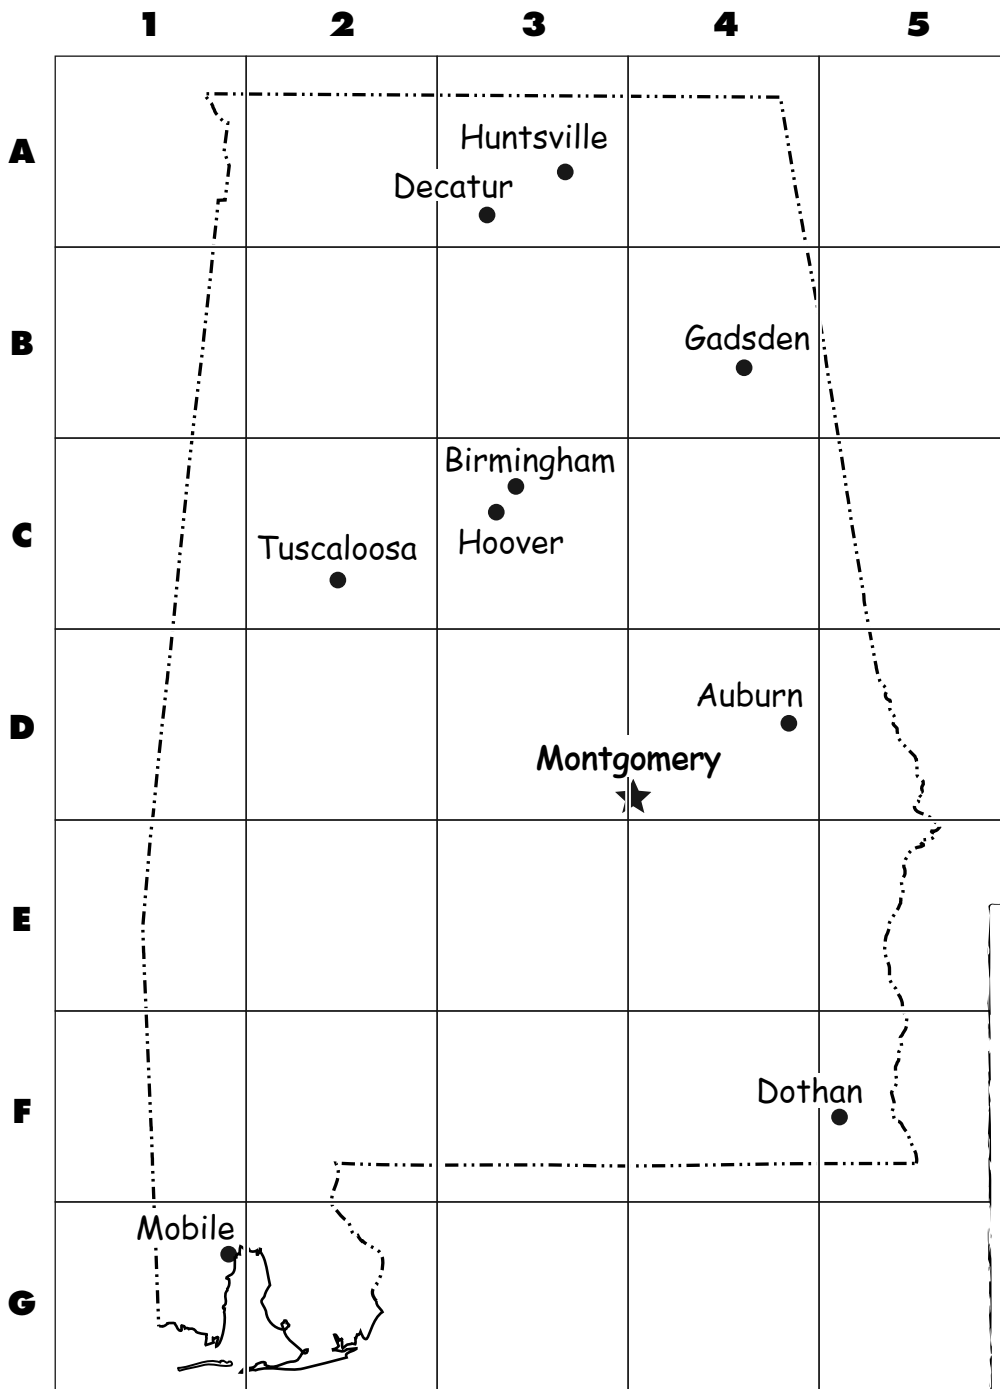 1 2 3 4 5
A
Huntsville
Decatur
B
Gadsden
Birmingham
C
Hoover
Tuscaloosa
Auburn
D
Montgomery
E
Dothan
F
Mobile
G